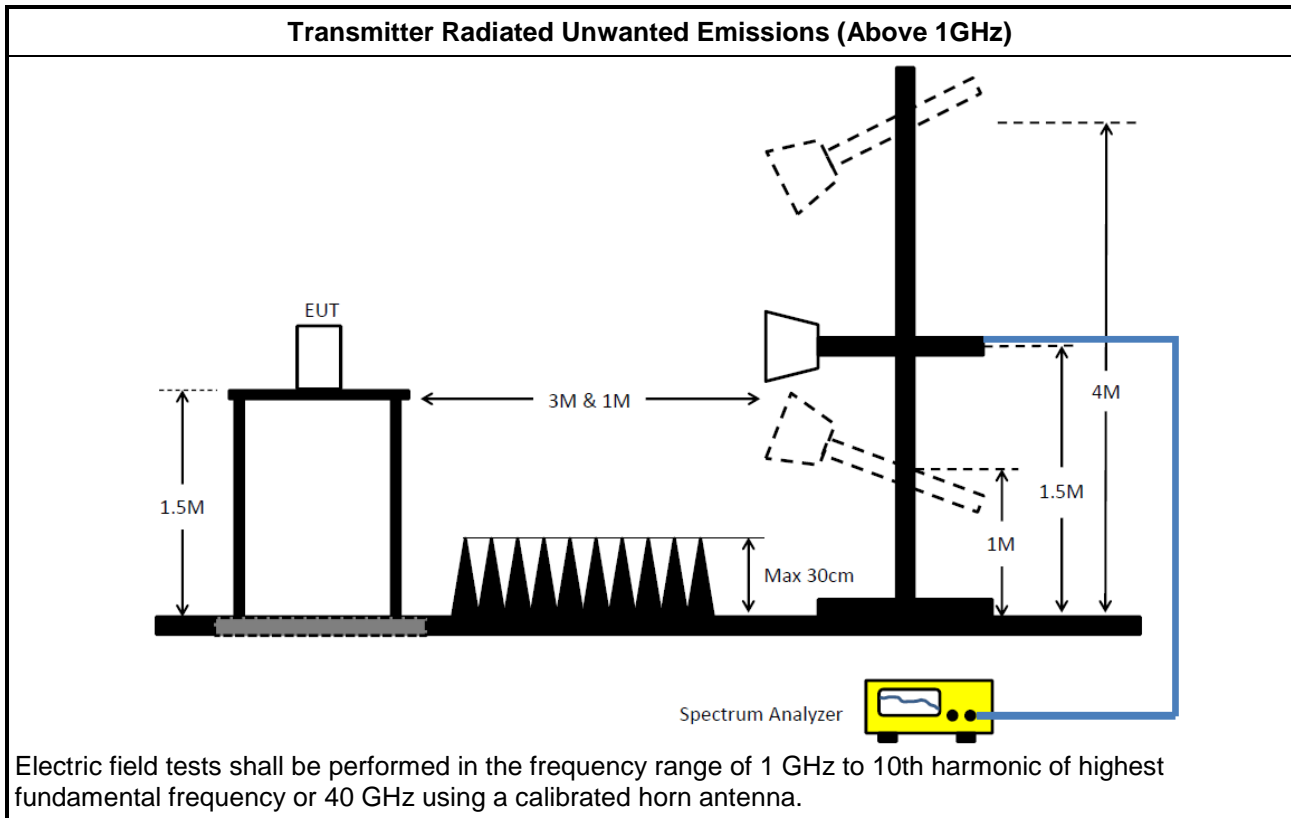 Transmitter Radiated Unwanted Emissions (Above 1GHz)
EUT
3M & 1M
4M
1.5M
1.5M
1M
Max 30cm
Spectrum Analyzer
Electric field tests shall be performed in the frequency range of 1 GHz to 10th harmonic of highest
fundamental frequency or 40 GHz using a calibrated horn antenna.